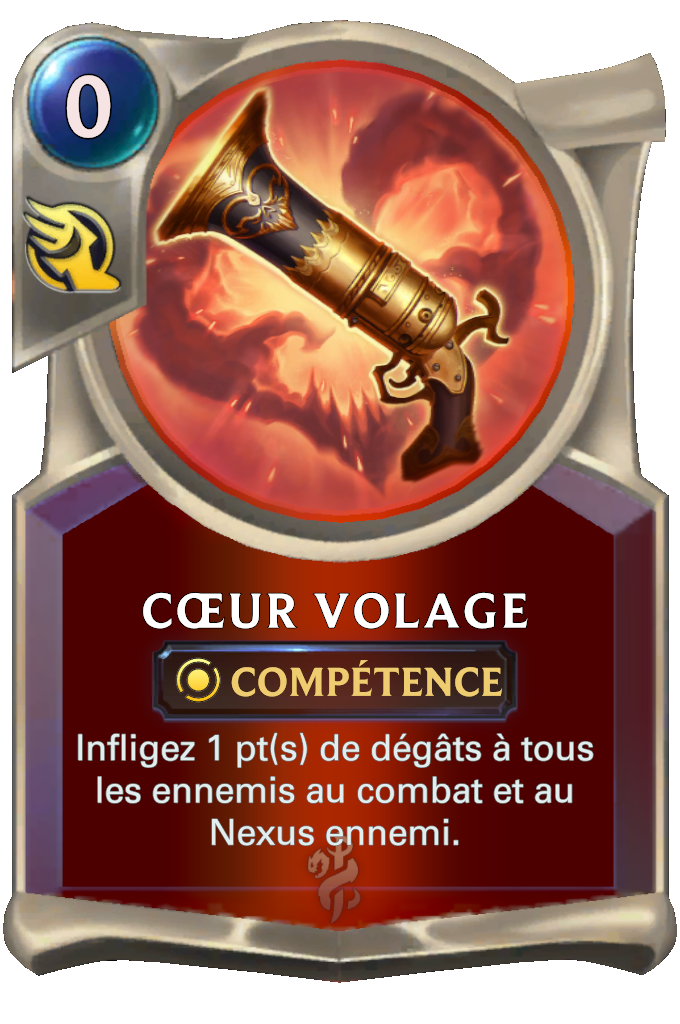 0
CŒUR VOLAGE
COMPÉTENCE
Infligez 1 pt(s) de dégâts à tous
les ennemis au combat et au
Nexus ennemi.